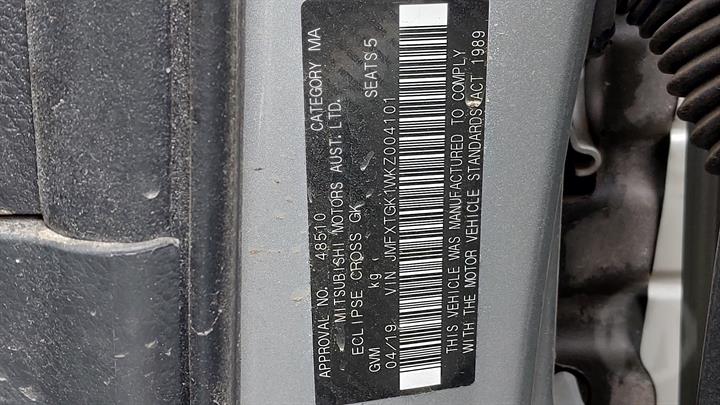 APPROVAL NO. 48510 CATEGORY MA
MITSUBISHI MOTORS AUST. LTD.
ECLIPSE CROSS GK SEATS 5
GVM kg
04/19 VIN JMFXTGK1WKZ004101
THIS VEHICLE WAS MANUFACTURED TO COMPLY
WITH THE MOTOR VEHICLE STANDARDS ACT 1989